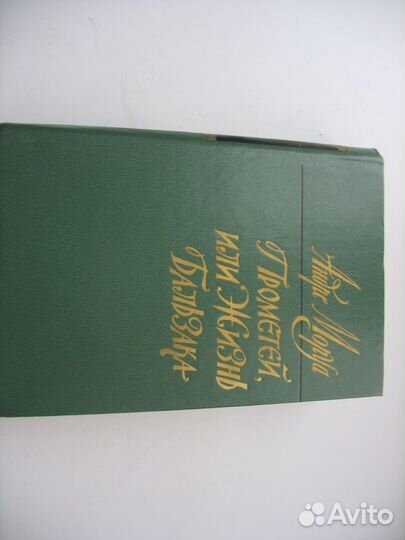 Андре Моруа
Прометей,
или жизнь
Бальзака
Avito